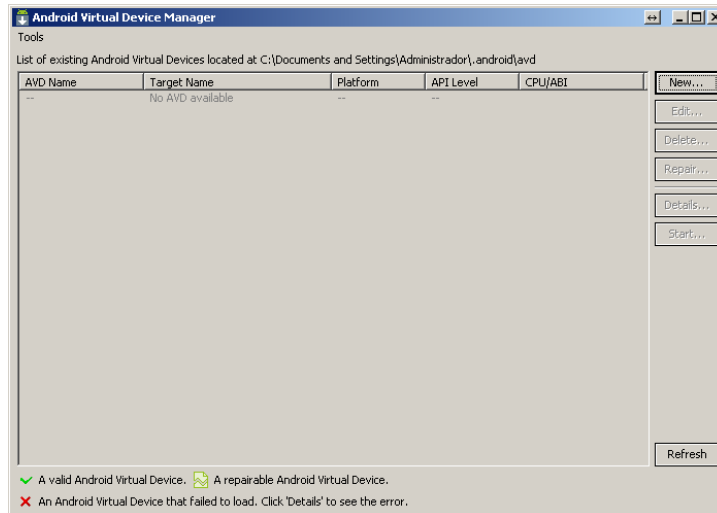 Android Virtual Device Manager
Tools
List of existing Android Virtual Devices located at C:\Documents and Settings\Administrador\.android\avd
AVD Name Target Name Platform API Level CPU/ABI
-- No AVD available -- --
New...
Edit...
Delete...
Repair...
Details...
Start...
Refresh
A valid Android Virtual Device. A repairable Android Virtual Device.
An Android Virtual Device that failed to load. Click 'Details' to see the error.